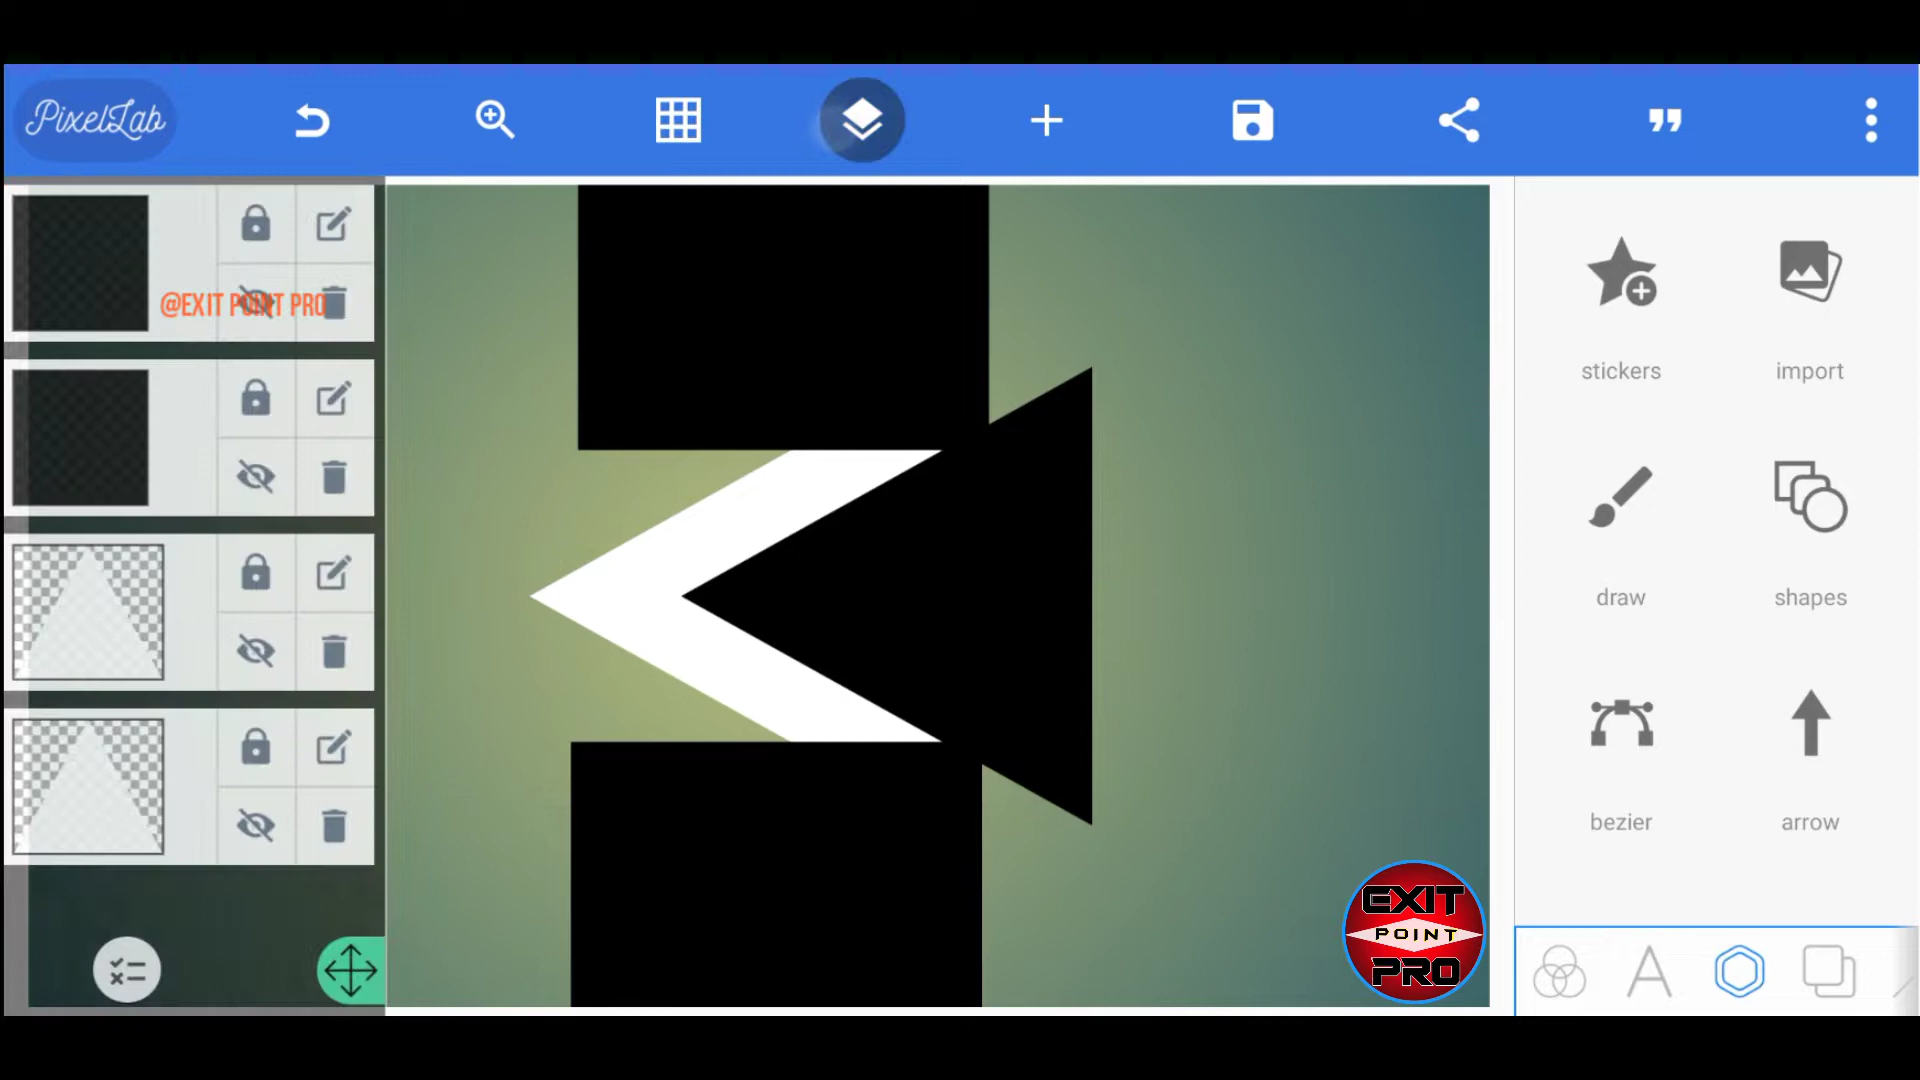 PixelLab
@EXIT POINT PRO
stickers
import
draw
shapes
bezier
arrow
EXIT
POINT
PRO